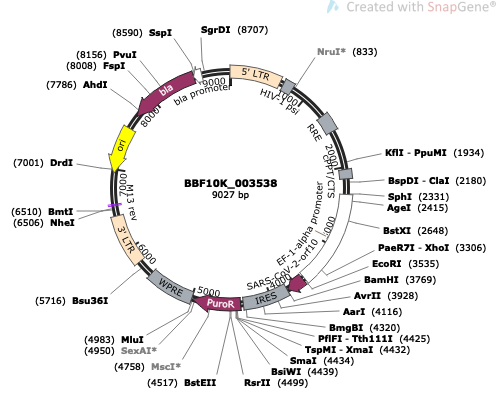 Created with SnapGene®
SgrDI (8707)
(8590) SspI
(8156) PvuI
(8008) FspI
(7786) AhdI
(7001) DrdI
(6510) BmtI
(6506) NheI
(5716) Bsu36I
(4983) MluI
(4950) SexAI*
(4758) MscI*
(4517) BstEII
NruI* (833)
KflI - PpuMI (1934)
BspDI - ClaI (2180)
SphI (2331)
AgeI (2415)
BstXI (2648)
PaeR7I - XhoI (3306)
EcoRI (3535)
BamHI (3769)
AvrII (3928)
AarI (4116)
BmgBI (4320)
PflFI - Tth111I (4425)
TspMI - XmaI (4432)
SmaI (4434)
BsiWI (4439)
RsrII (4499)
BBF10K_003538
9027 bp
5' LTR
HIV-1 psi
RRE
cPPT/CTS
EF-1-alpha promoter
SARS-CoV-2-orf10
IRES
PuroR
WPRE
3' LTR
M13 rev
ori
bla
bla promoter
1000
2000
3000
5000
6000
7000
8000
9000